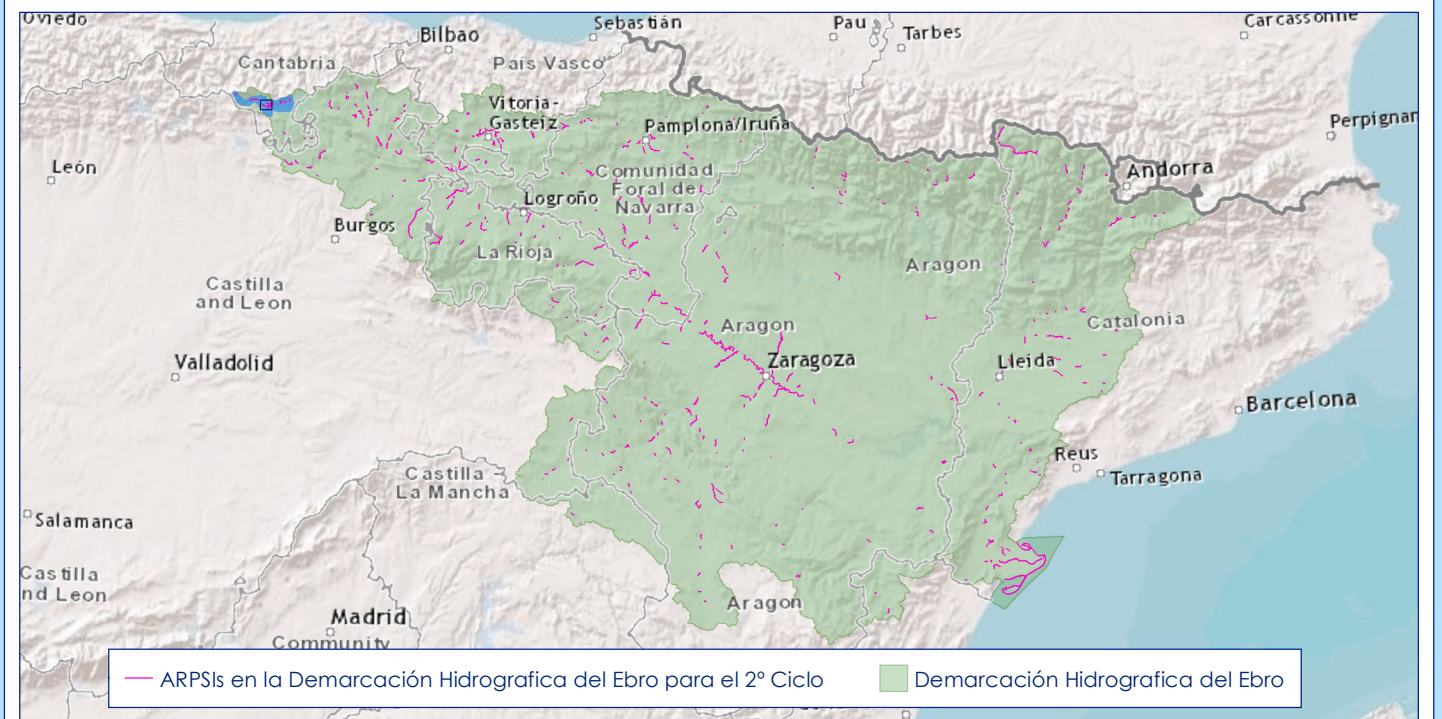 Oviedo
Sebastián
Pau
Tarbes
Carcassonne
Bilbao
Cantabria
País Vasco
Vitoria-
Gasteiz
Pamplona/Iruña
Perpignan
León
Comunidad
Foral de
Navarra
Andorra
Logroño
Burgos
La Rioja
Aragon
Castilla
and Leon
Aragon
Catalonia
Valladolid
Zaragoza
Lleida
Barcelona
Castilla -
La Mancha
Reus
Tarragona
Salamanca
Castilla
nd Leon
Aragon
Madrid
Community
ARPSIs en la Demarcación Hidrografica del Ebro para el 2º Ciclo
Demarcación Hidrografica del Ebro